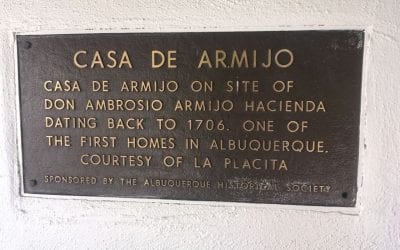 CASA DE ARMIJO
CASA DE ARMIJO ON SITE OF
DON AMBROSIO ARMIJO HACIENDA
DATING BACK TO 1706. ONE OF
THE FIRST HOMES IN ALBUQUERQUE.
COURTESY OF LA PLACITA
SPONSORED BY THE ALBUQUERQUE HISTORICAL SOCIETY